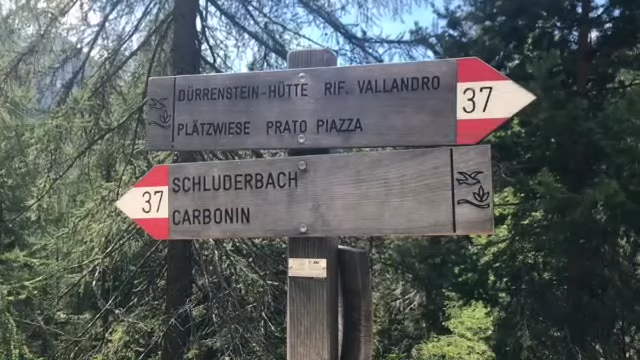 DÜRRENSTEIN-HÜTTE RIF. VALLANDRO
PLÄTZWIESE PRATO PIAZZA
37
SCHLUDERBACH
CARBONIN
37